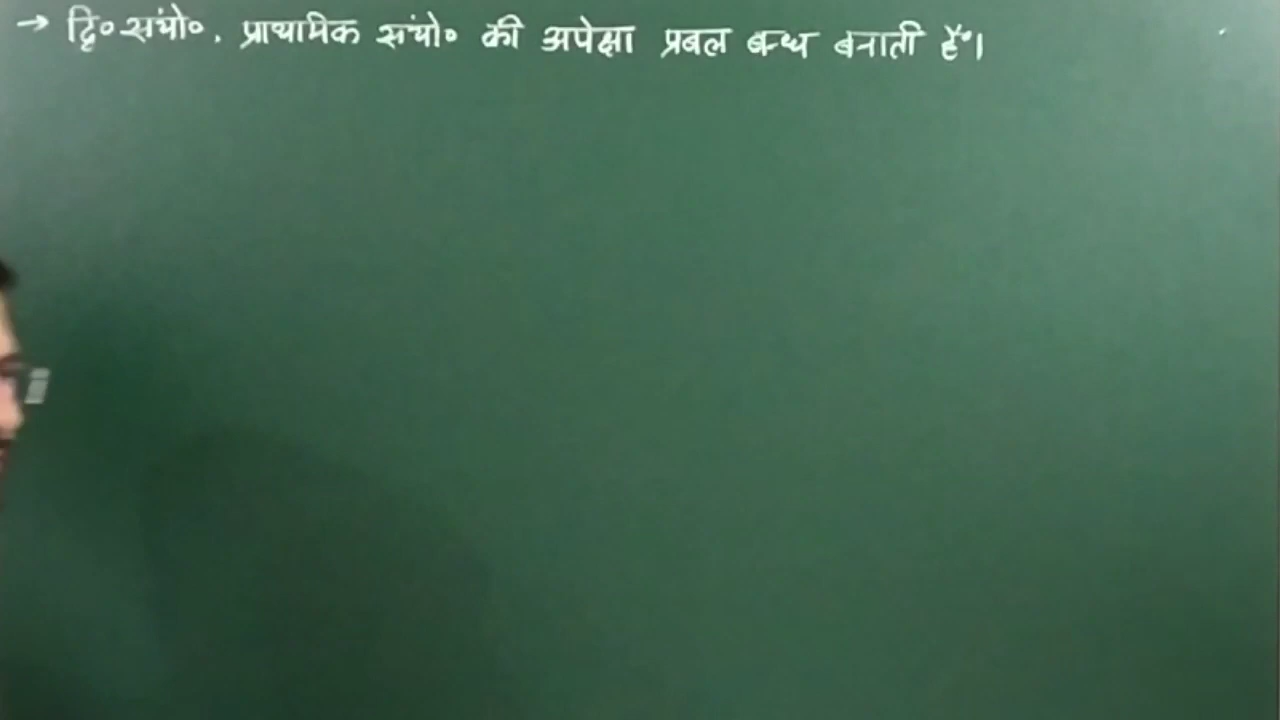 → द्वि०संयो०, प्राथमिक संयो० की अपेक्षा प्रबल बन्ध बनाती हैं।